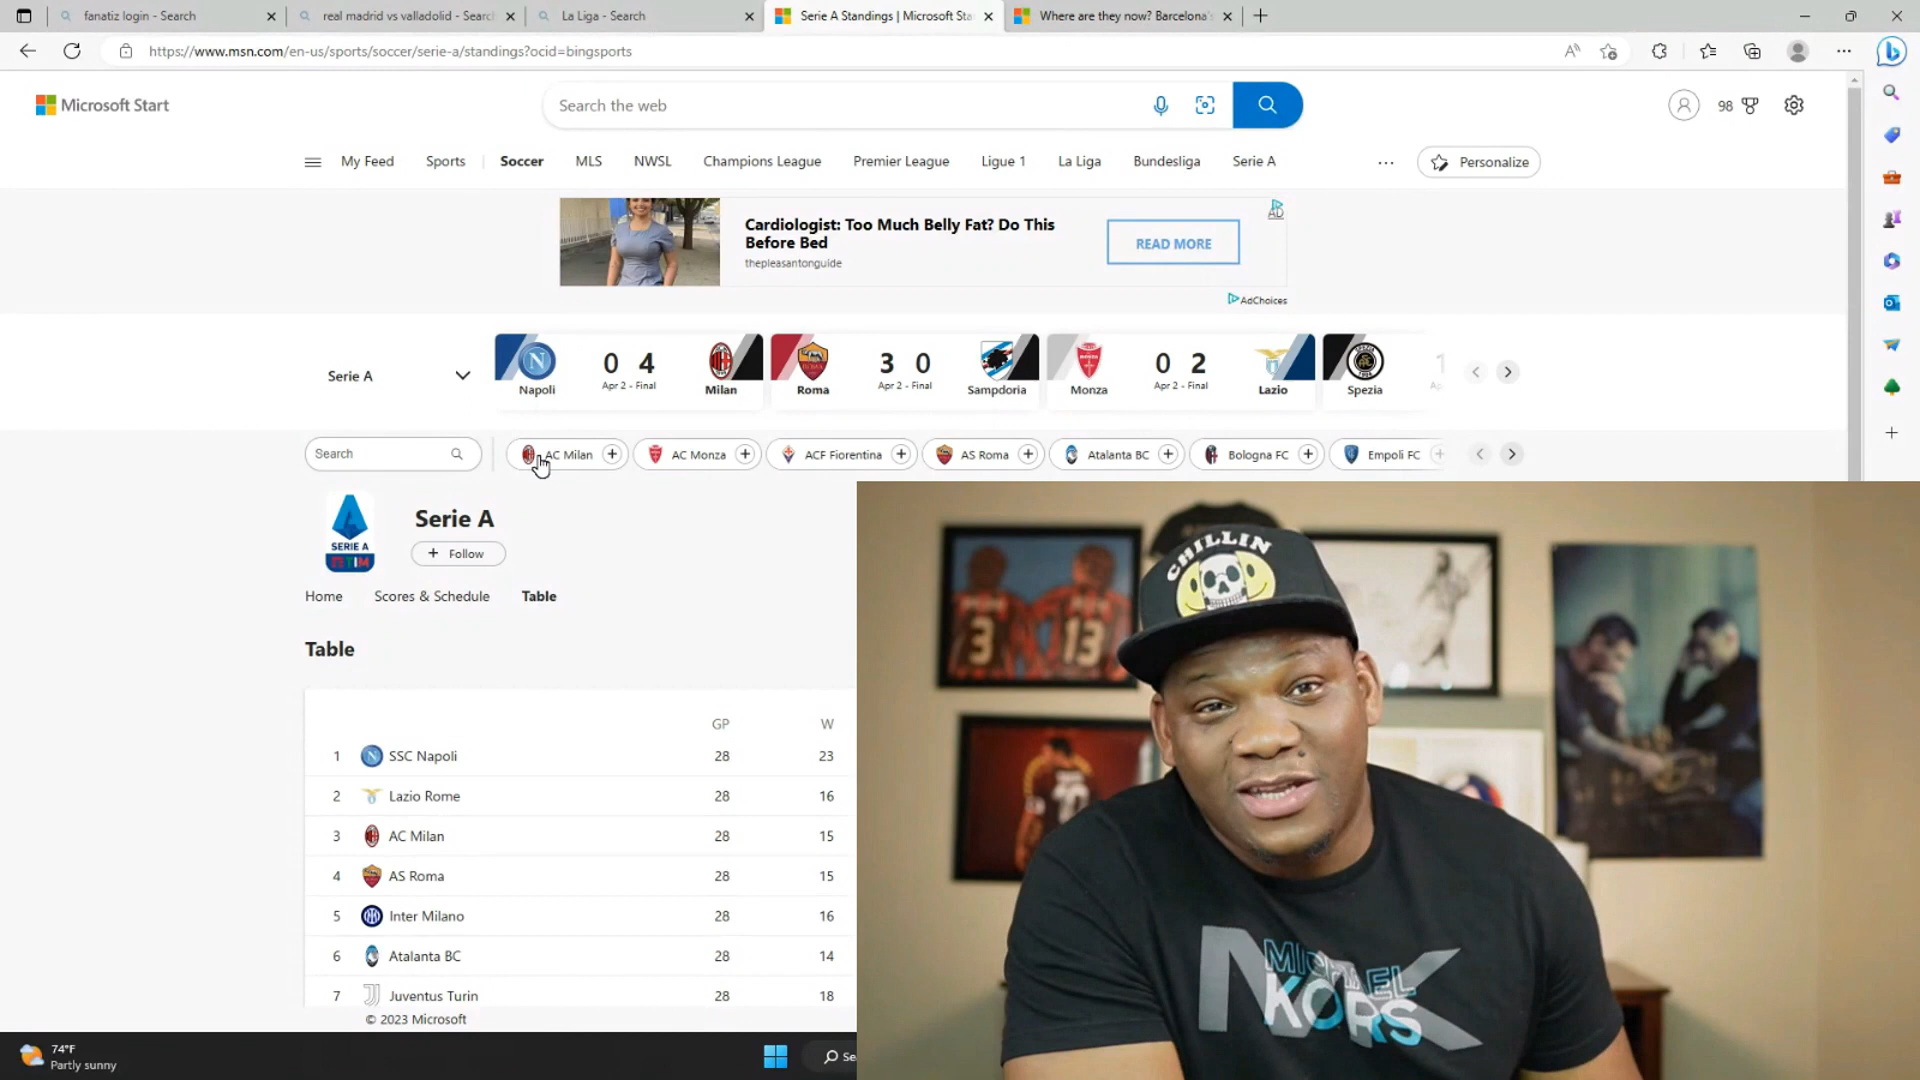 fanatiz login - Search
real madrid vs valladolid - Searc
La Liga - Search
Serie A Standings | Microsoft Sta
Where are they now? Barcelona's
https://www.msn.com/en-us/sports/soccer/serie-a/standings?ocid=bingsports
Microsoft Start
Search the web
98
My Feed
Sports
Soccer
MLS
NWSL
Champions League
Premier League
Ligue 1
La Liga
Bundesliga
Serie A
Personalize
Cardiologist: Too Much Belly Fat? Do This
Before Bed
thepleasantonguide
READ MORE
AD
AdChoices
Serie A
Napoli
0 4
Apr 2 - Final
Milan
Roma
3 0
Apr 2 - Final
Sampdoria
Monza
0 2
Apr 2 - Final
Lazio
Spezia
Search
AC Milan
AC Monza
ACF Fiorentina
AS Roma
Atalanta BC
Bologna FC
Empoli FC
SERIE A
TIM
Serie A
+ Follow
Home
Scores & Schedule
Table
Table
GP W
1 SSC Napoli 28 23
2 Lazio Rome 28 16
3 AC Milan 28 15
4 AS Roma 28 15
5 Inter Milano 28 16
6 Atalanta BC 28 14
7 Juventus Turin 28 18
© 2023 Microsoft
74°F
Partly sunny
Se
CHILLIN
3
13
10
MK
MICHAEL
KORS